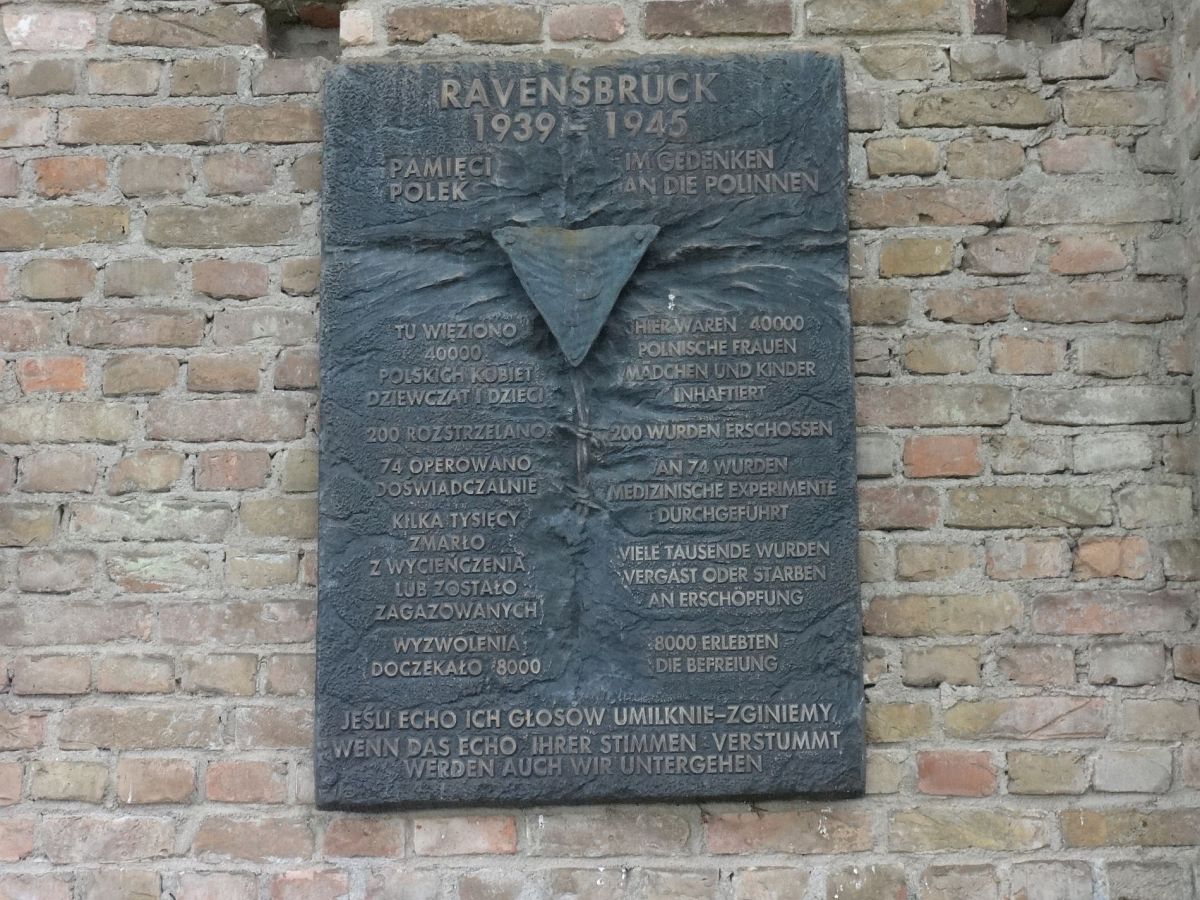 RAVENSBRÜCK
1939 – 1945
PAMIĘCI
POLEK
IM GEDENKEN
AN DIE POLINNEN
TU WIĘZIONO
40000
POLSKICH KOBIET
DZIEWCZĄT I DZIECI
200 ROZSTRZELANO
74 OPEROWANO
DOŚWIADCZALNIE
KILKA TYSIĘCY
ZMARŁO
Z WYCIEŃCZENIA
LUB ZOSTAŁO
ZAGAZOWANYCH
WYZWOLENIA
DOCZEKAŁO 8000
HIER WAREN 40000
POLNISCHE FRAUEN
MÄDCHEN UND KINDER
INHAFTIERT
200 WURDEN ERSCHOSSEN
AN 74 WURDEN
MEDIZINISCHE EXPERIMENTE
DURCHGEFÜHRT
VIELE TAUSENDE WURDEN
VERGAST ODER STARBEN
AN ERSCHÖPFUNG
8000 ERLEBTEN
DIE BEFREIUNG
JEŚLI ECHO ICH GŁOSÓW UMILKNIE–ZGINIEMY
WENN DAS ECHO IHRER STIMMEN VERSTUMMT
WERDEN AUCH WIR UNTERGEHEN